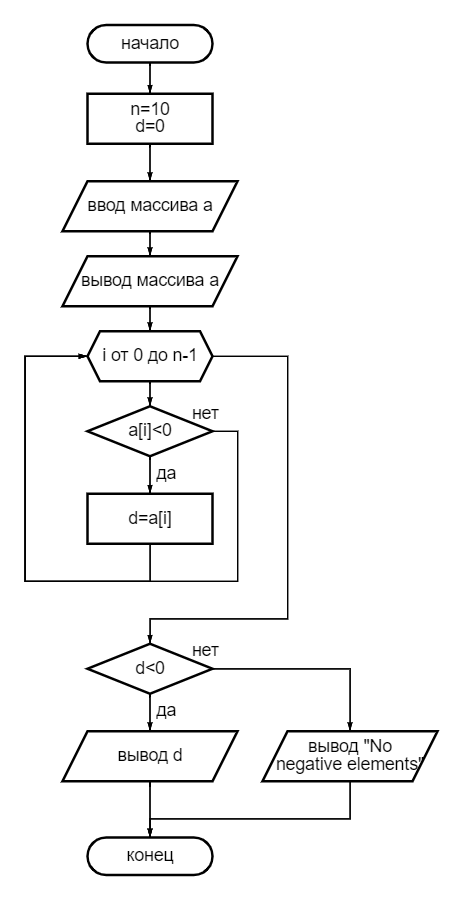 начало
n=10
d=0
ввод массива a
вывод массива a
i от 0 до n-1
нет
a[i]<0
да
d=a[i]
нет
d<0
да
вывод d
вывод "No
negative elements"
конец